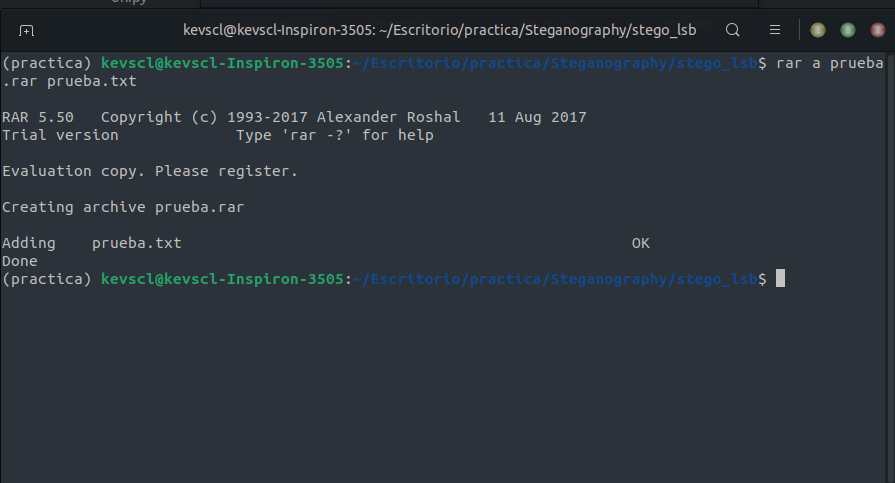 kevscl@kevscl-Inspiron-3505: ~/Escritorio/practica/Steganography/stego_lsb
(practica) kevscl@kevscl-Inspiron-3505:~/Escritorio/practica/Steganography/stego_lsb$ rar a prueba
.rar prueba.txt
RAR 5.50   Copyright (c) 1993-2017 Alexander Roshal   11 Aug 2017
Trial version             Type 'rar -?' for help
Evaluation copy. Please register.
Creating archive prueba.rar
Adding    prueba.txt                                                  OK
Done
(practica) kevscl@kevscl-Inspiron-3505:~/Escritorio/practica/Steganography/stego_lsb$